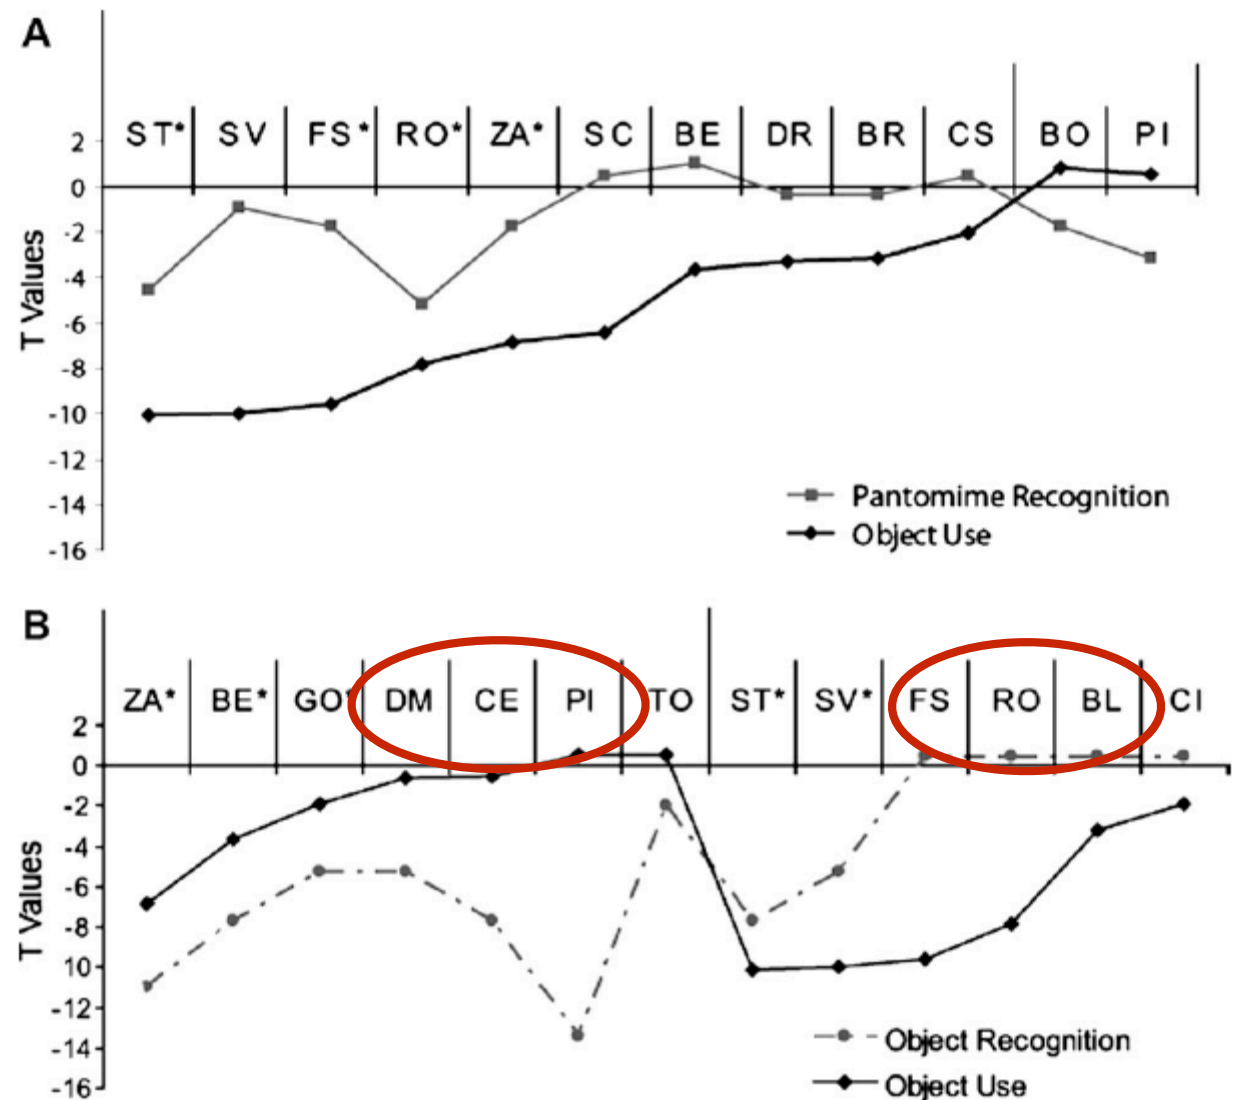 A
ST* SV FS* RO* ZA* SC BE DR BR CS BO PI
2
0
-2
-4
-6
-8
-10
-12
-14
-16
T Values
Pantomime Recognition
Object Use
B
ZA* BE* GO* DM CE PI TO ST* SV* FS RO BL CI
2
0
-2
-4
-6
-8
10
-12
-14
-16
T Values
Object Recognition
Object Use